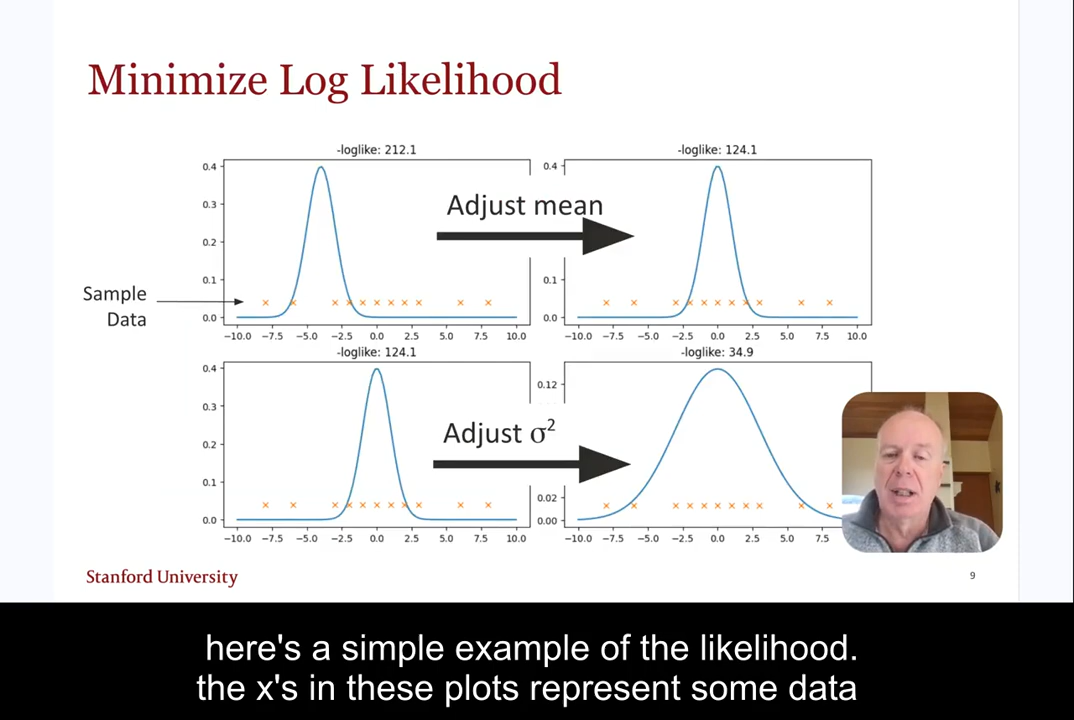 Minimize Log Likelihood
-loglike: 212.1
0.4
0.3
0.2
0.1
0.0
-10.0 -7.5 -5.0 -2.5 0.0 2.5 5.0 7.5 10.0
Sample
Data
Adjust mean
-loglike: 124.1
0.4
0.1
0.0
-10.0 -7.5 -5.0 -2.5 0.0 2.5 5.0 7.5 10.0
-loglike: 124.1
0.4
0.3
0.2
0.1
0.0
-10.0 -7.5 -5.0 -2.5 0.0 2.5 5.0 7.5 10.0
Adjust σ²
-loglike: 34.9
0.12
0.02
0.00
-10.0 -7.5 -5.0 -2.5 0.0 2.5 5.0 7.5
Stanford University
9
here's a simple example of the likelihood.
the x's in these plots represent some data